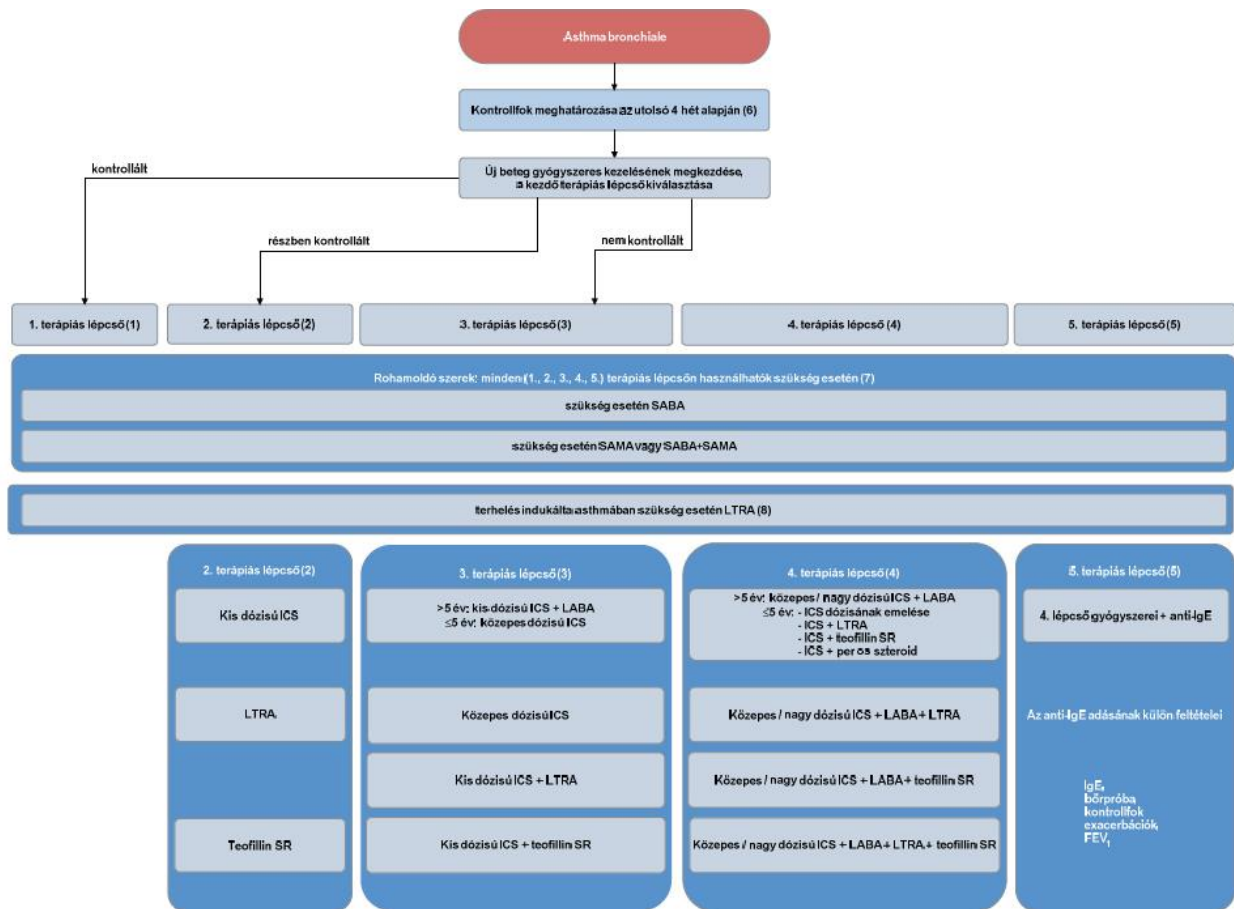 Asthma bronchiale
Kontrollfok meghatározása az utolsó 4 hét alapján (6)
kontrollált
Új beteg gyógyszeres kezelésének megkezdése,
a kezdő terápiás lépcső kiválasztása
részben kontrollált
nem kontrollált
1. terápiás lépcső (1)
2. terápiás lépcső (2)
3. terápiás lépcső (3)
4. terápiás lépcső (4)
5. terápiás lépcső (5)
Rohamoldó szerek: minden (1., 2., 3., 4., 5.) terápiás lépcsőn használhatók szükség esetén (7)
szükség esetén SABA
szükség esetén SAMA vagy SABA+SAMA
terhelés indukálta asthmában szükség esetén LTRA (8)
2. terápiás lépcső (2)
Kis dózisú ICS
LTRA
Teofillin SR
3. terápiás lépcső (3)
>5 év: kis dózisú ICS + LABA
≤5 év: közepes dózisú ICS
Közepes dózisú ICS
Kis dózisú ICS + LTRA
Kis dózisú ICS + teofillin SR
4. terápiás lépcső (4)
>5 év: közepes / nagy dózisú ICS + LABA
≤5 év: - ICS dózisának emelése
- ICS + LTRA
- ICS + teofillin SR
- ICS + per os szteroid
Közepes / nagy dózisú ICS + LABA + LTRA
Közepes / nagy dózisú ICS + LABA + teofillin SR
Közepes / nagy dózisú ICS + LABA + LTRA + teofillin SR
5. terápiás lépcső (5)
4. lépcső gyógyszerei + anti-IgE
Az anti-IgE adásának külön feltételei
IgE,
bőrpróba
kontrollfok
exacerbációk,
FEV1